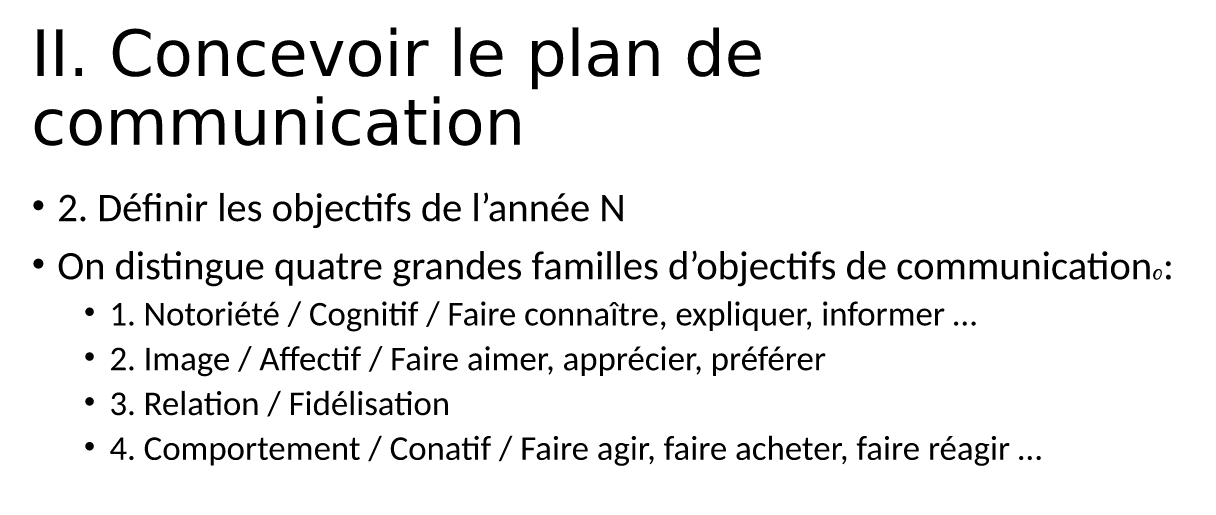 II. Concevoir le plan de
communication
• 2. Définir les objectifs de l’année N
• On distingue quatre grandes familles d’objectifs de communication₀:
• 1. Notoriété / Cognitif / Faire connaître, expliquer, informer ...
• 2. Image / Affectif / Faire aimer, apprécier, préférer
• 3. Relation / Fidélisation
• 4. Comportement / Conatif / Faire agir, faire acheter, faire réagir ...